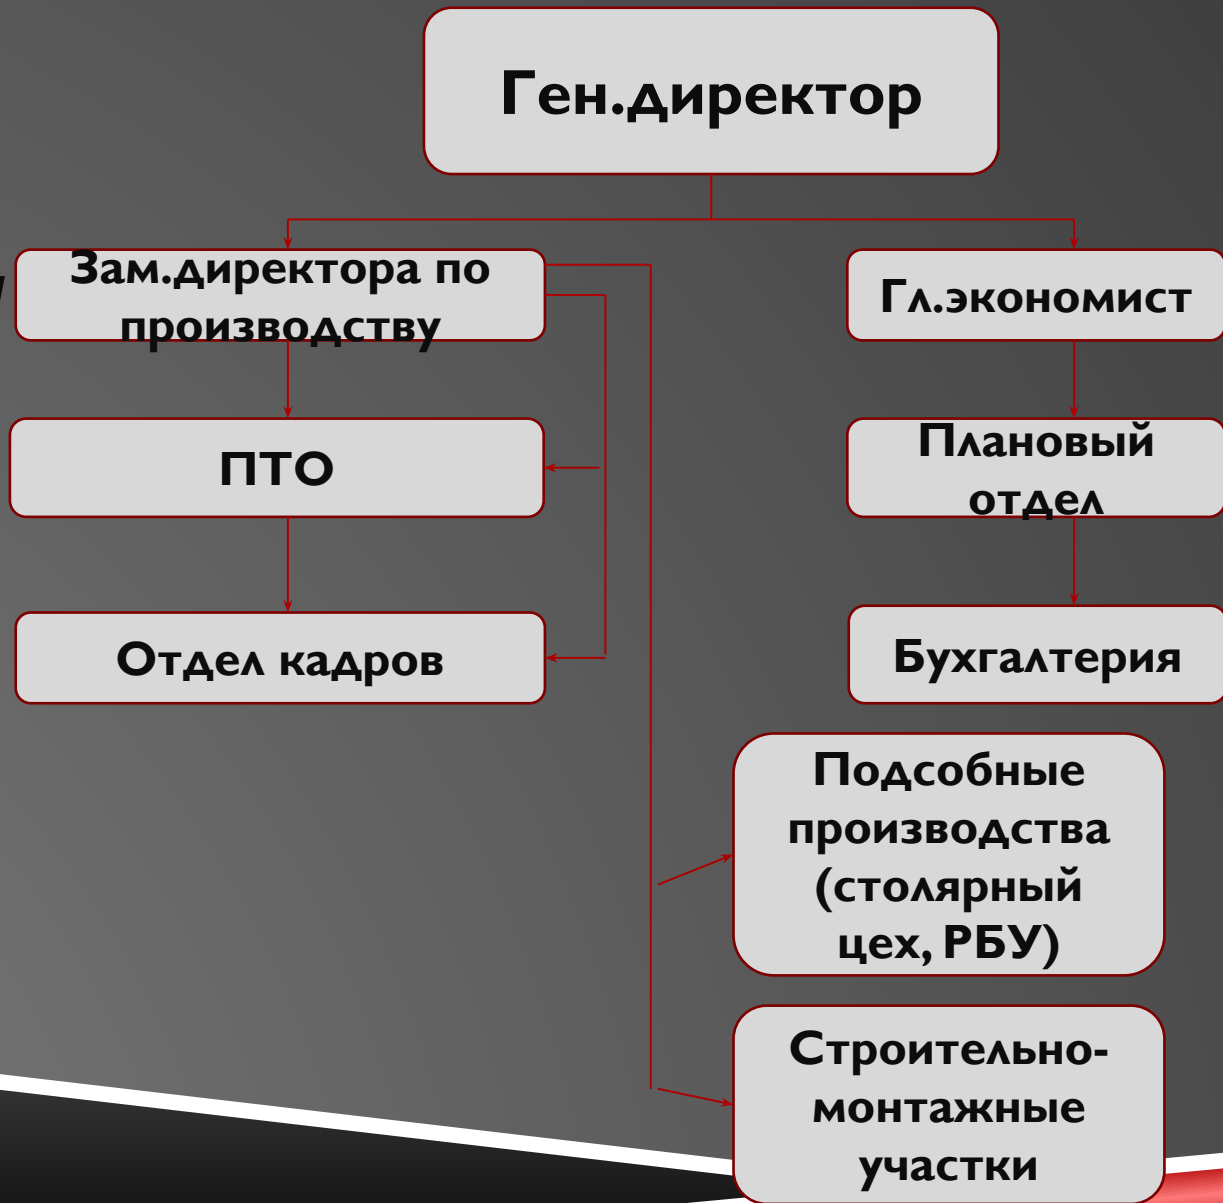 Ген.директор
Зам.директора по
производству
Гл.экономист
ПТО
Плановый
отдел
Отдел кадров
Бухгалтерия
Подсобные
производства
(столярный
цех, РБУ)
Строительно-
монтажные
участки